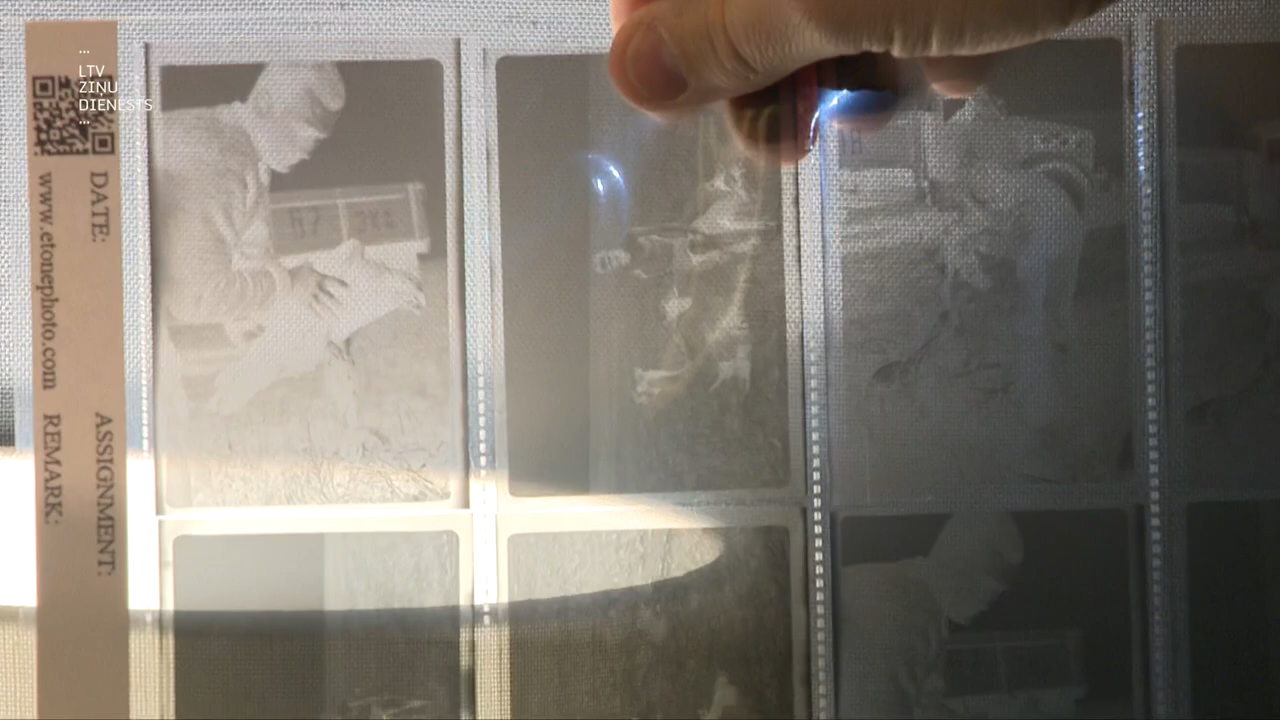 ...
LTV
ZIŅU
DIENESTS
...
DATE:
ASSIGNMENT:
www.etonephoto.com
REMARK: